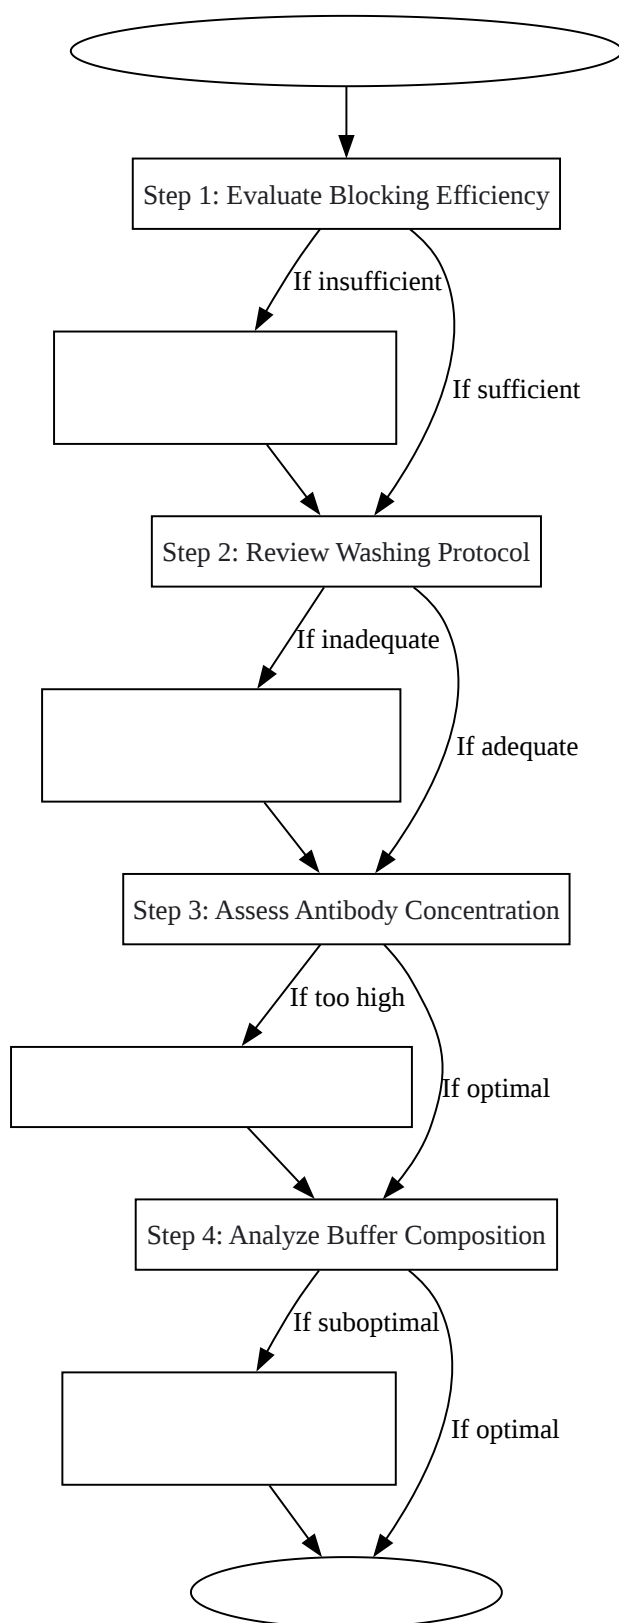 Step 1: Evaluate Blocking Efficiency
If insufficient
If sufficient
Step 2: Review Washing Protocol
If inadequate
If adequate
Step 3: Assess Antibody Concentration
If too high
If optimal
Step 4: Analyze Buffer Composition
If suboptimal
If optimal